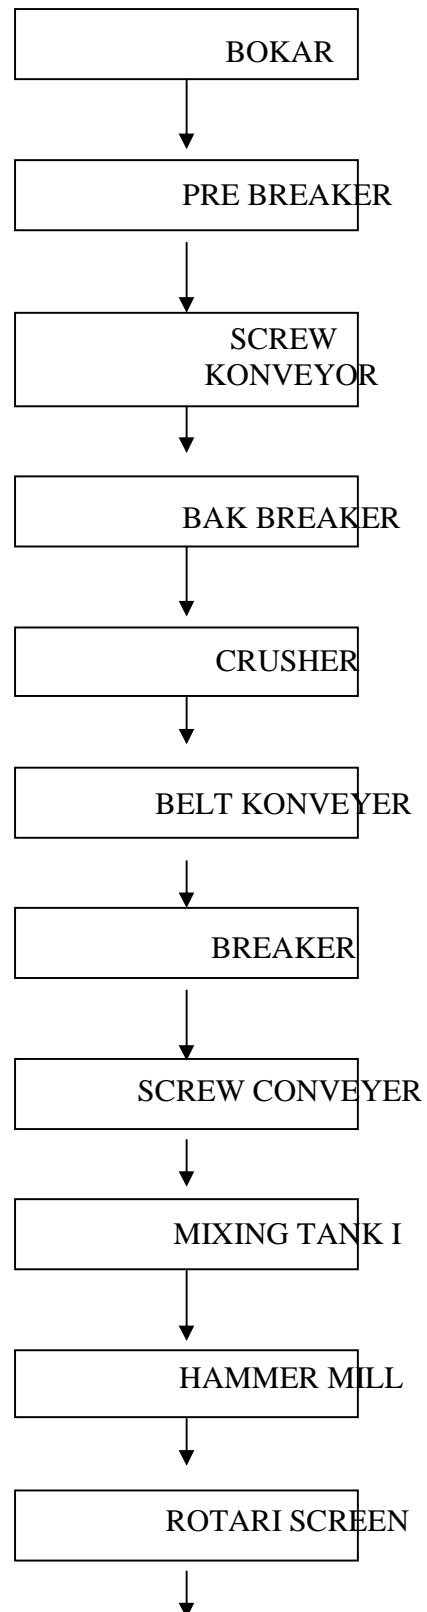 BOKAR
PRE BREAKER
SCREW
KONVEYOR
BAK BREAKER
CRUSHER
BELT KONVEYER
BREAKER
SCREW CONVEYER
MIXING TANK I
HAMMER MILL
ROTARI SCREEN